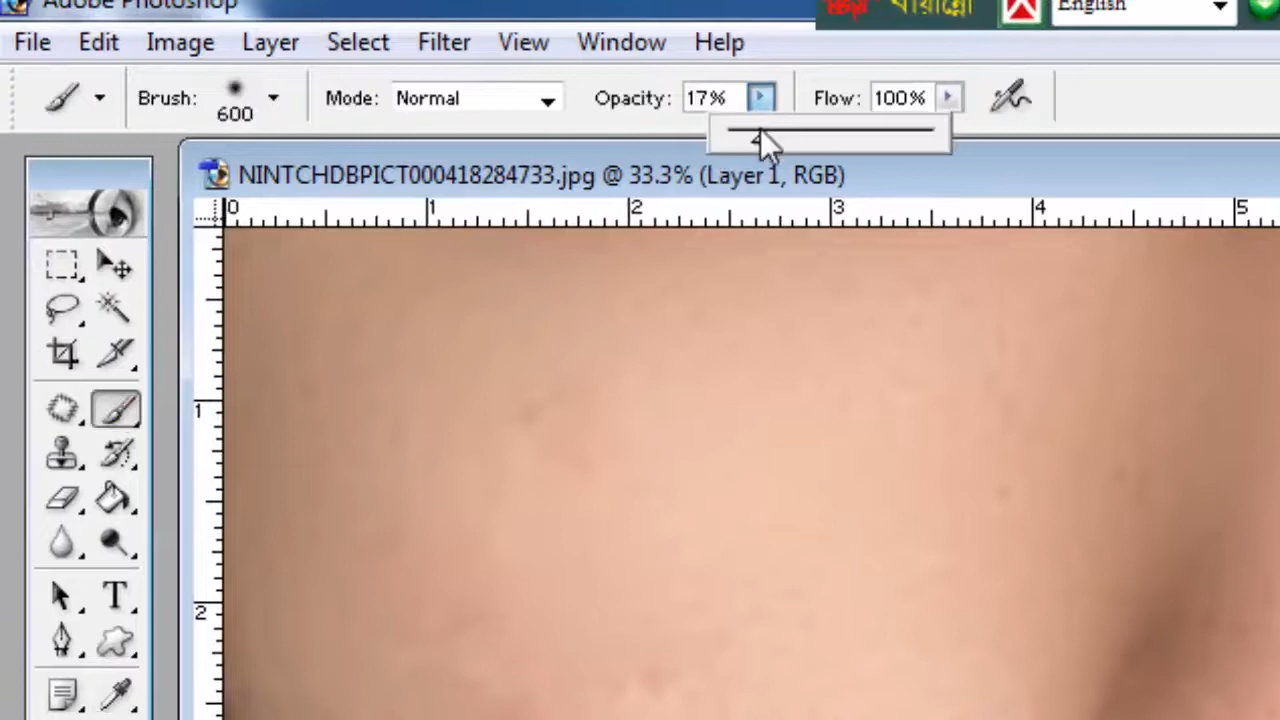 Adobe Photoshop
English
File Edit Image Layer Select Filter View Window Help
Brush: 600 Mode: Normal Opacity: 17% Flow: 100%
NINTCHDBPICT000418284733.jpg @ 33.3% (Layer 1, RGB)
0 1 2 3 4 5
1
2